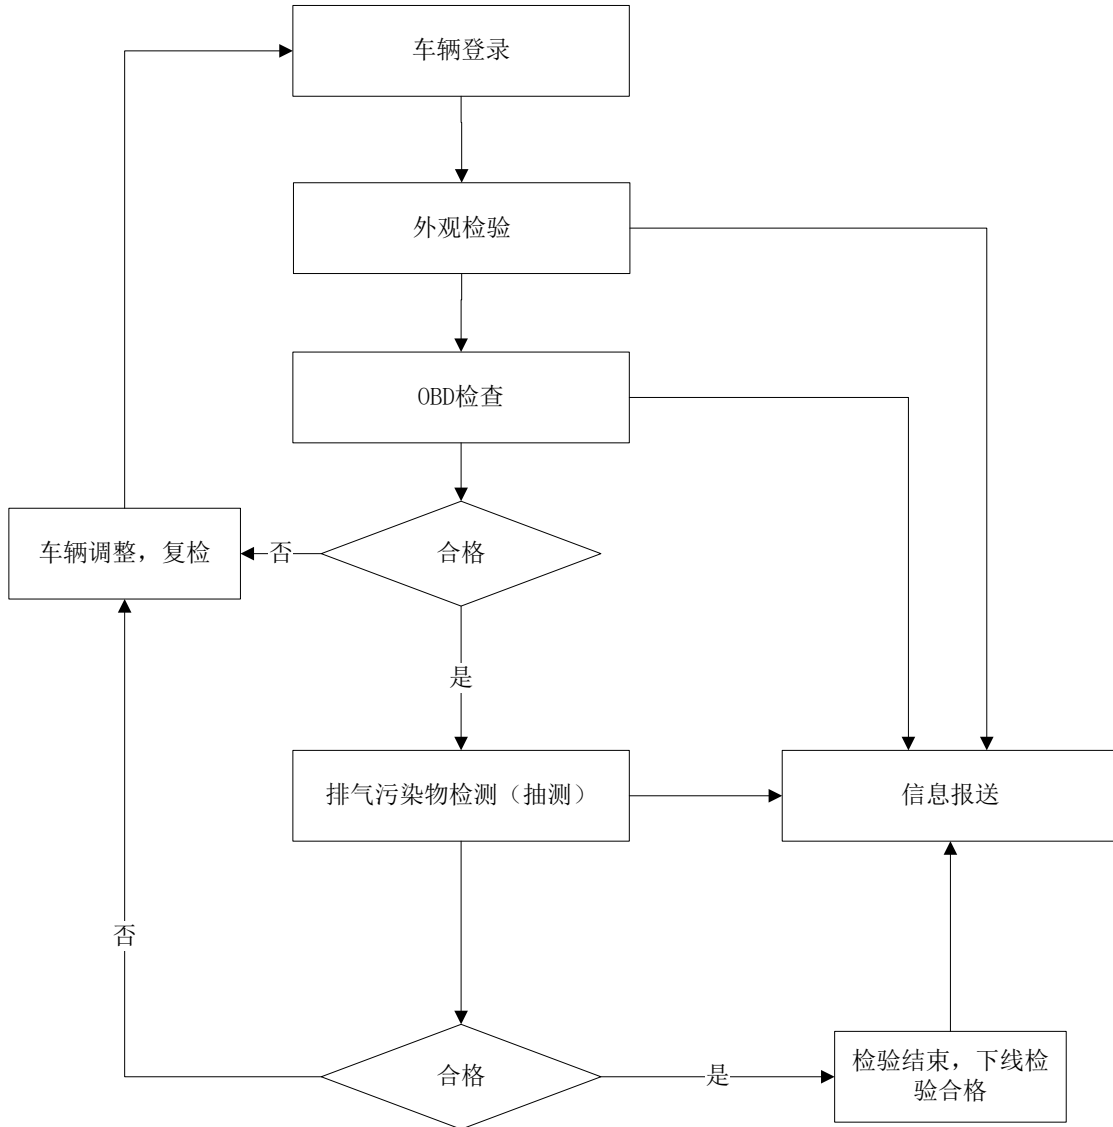 车辆登录
外观检验
OBD检查
车辆调整，复检
否
合格
是
排气污染物检测（抽测）
信息报送
否
合格
是
检验结束，下线检
验合格